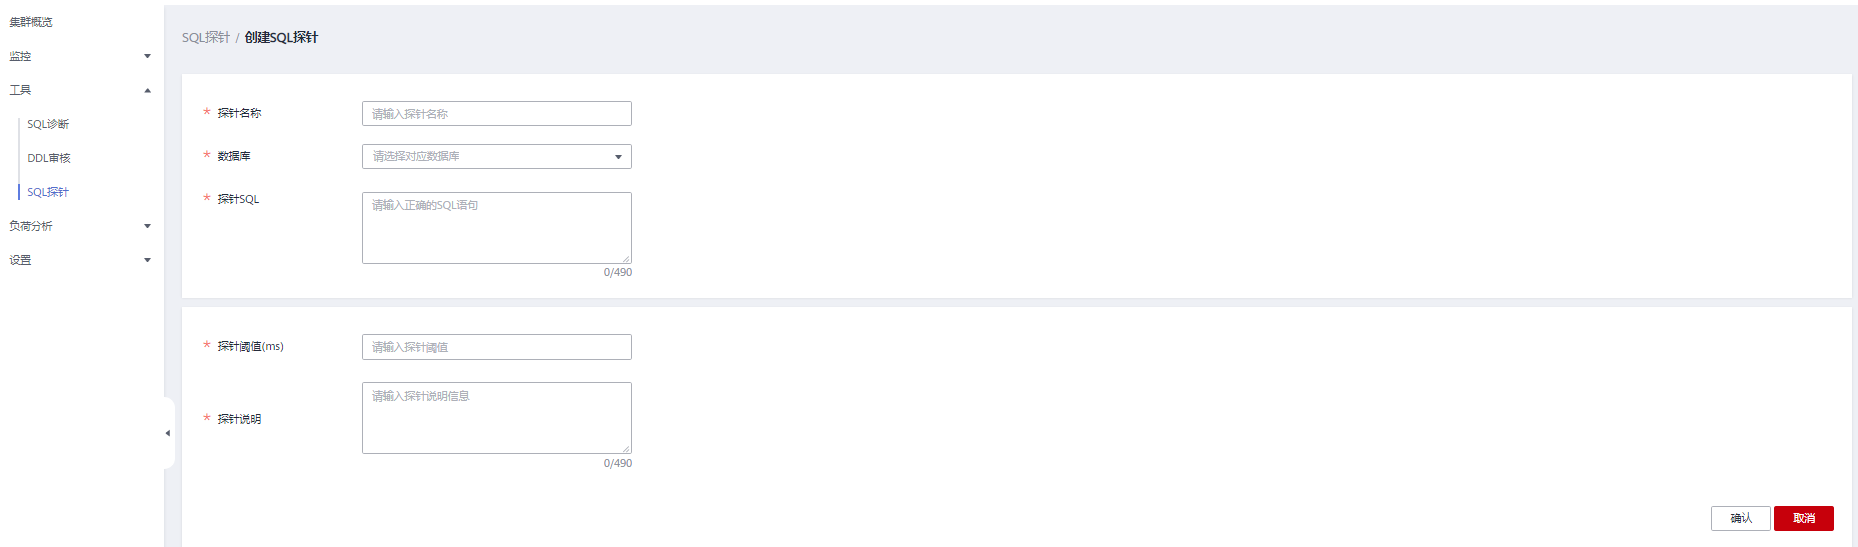 集群概览
监控
工具
SQL诊断
DDL审核
SQL探针
负荷分析
设置
SQL探针 / 创建SQL探针
* 探针名称 请输入探针名称
* 数据库 请选择对应数据库
* 探针SQL 请输入正确的SQL语句
0/490
* 探针阈值(ms) 请输入探针阈值
* 探针说明 请输入探针说明信息
0/490
确认 取消